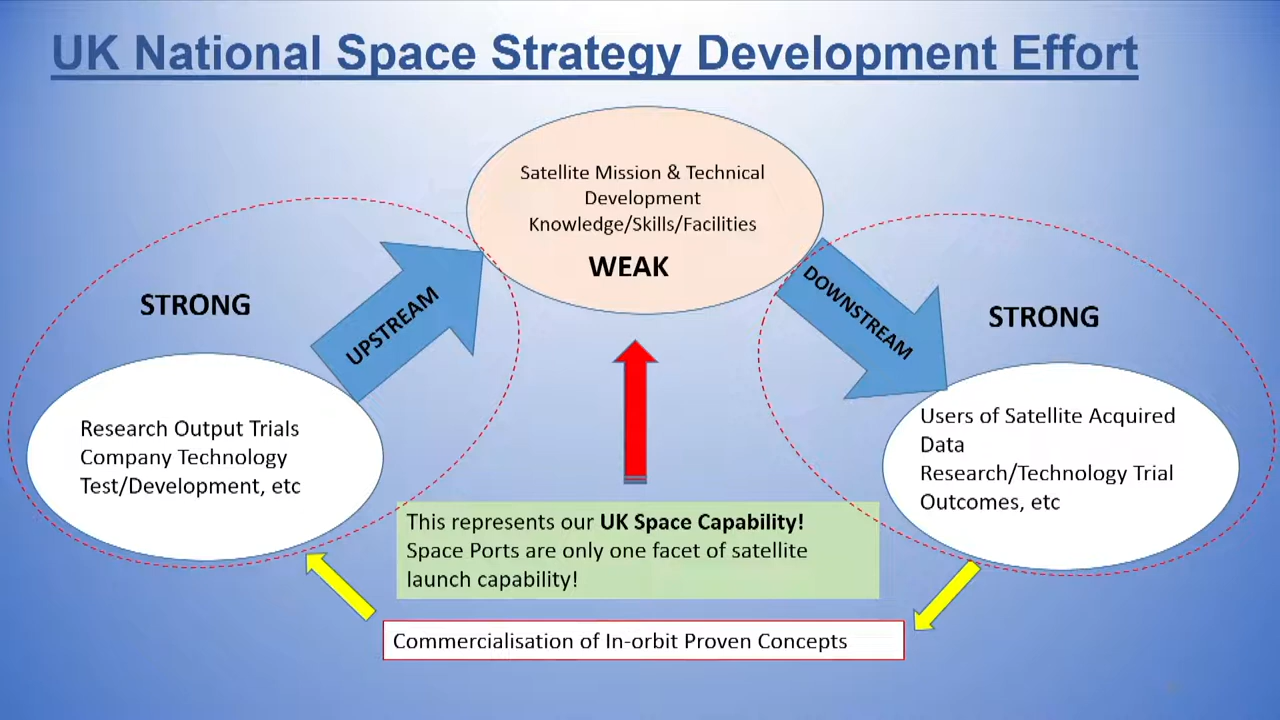 UK National Space Strategy Development Effort
Satellite Mission & Technical
Development
Knowledge/Skills/Facilities
WEAK
STRONG
UPSTREAM
DOWNSTREAM
STRONG
Research Output Trials
Company Technology
Test/Development, etc
Users of Satellite Acquired
Data
Research/Technology Trial
Outcomes, etc
This represents our UK Space Capability!
Space Ports are only one facet of satellite
launch capability!
Commercialisation of In-orbit Proven Concepts